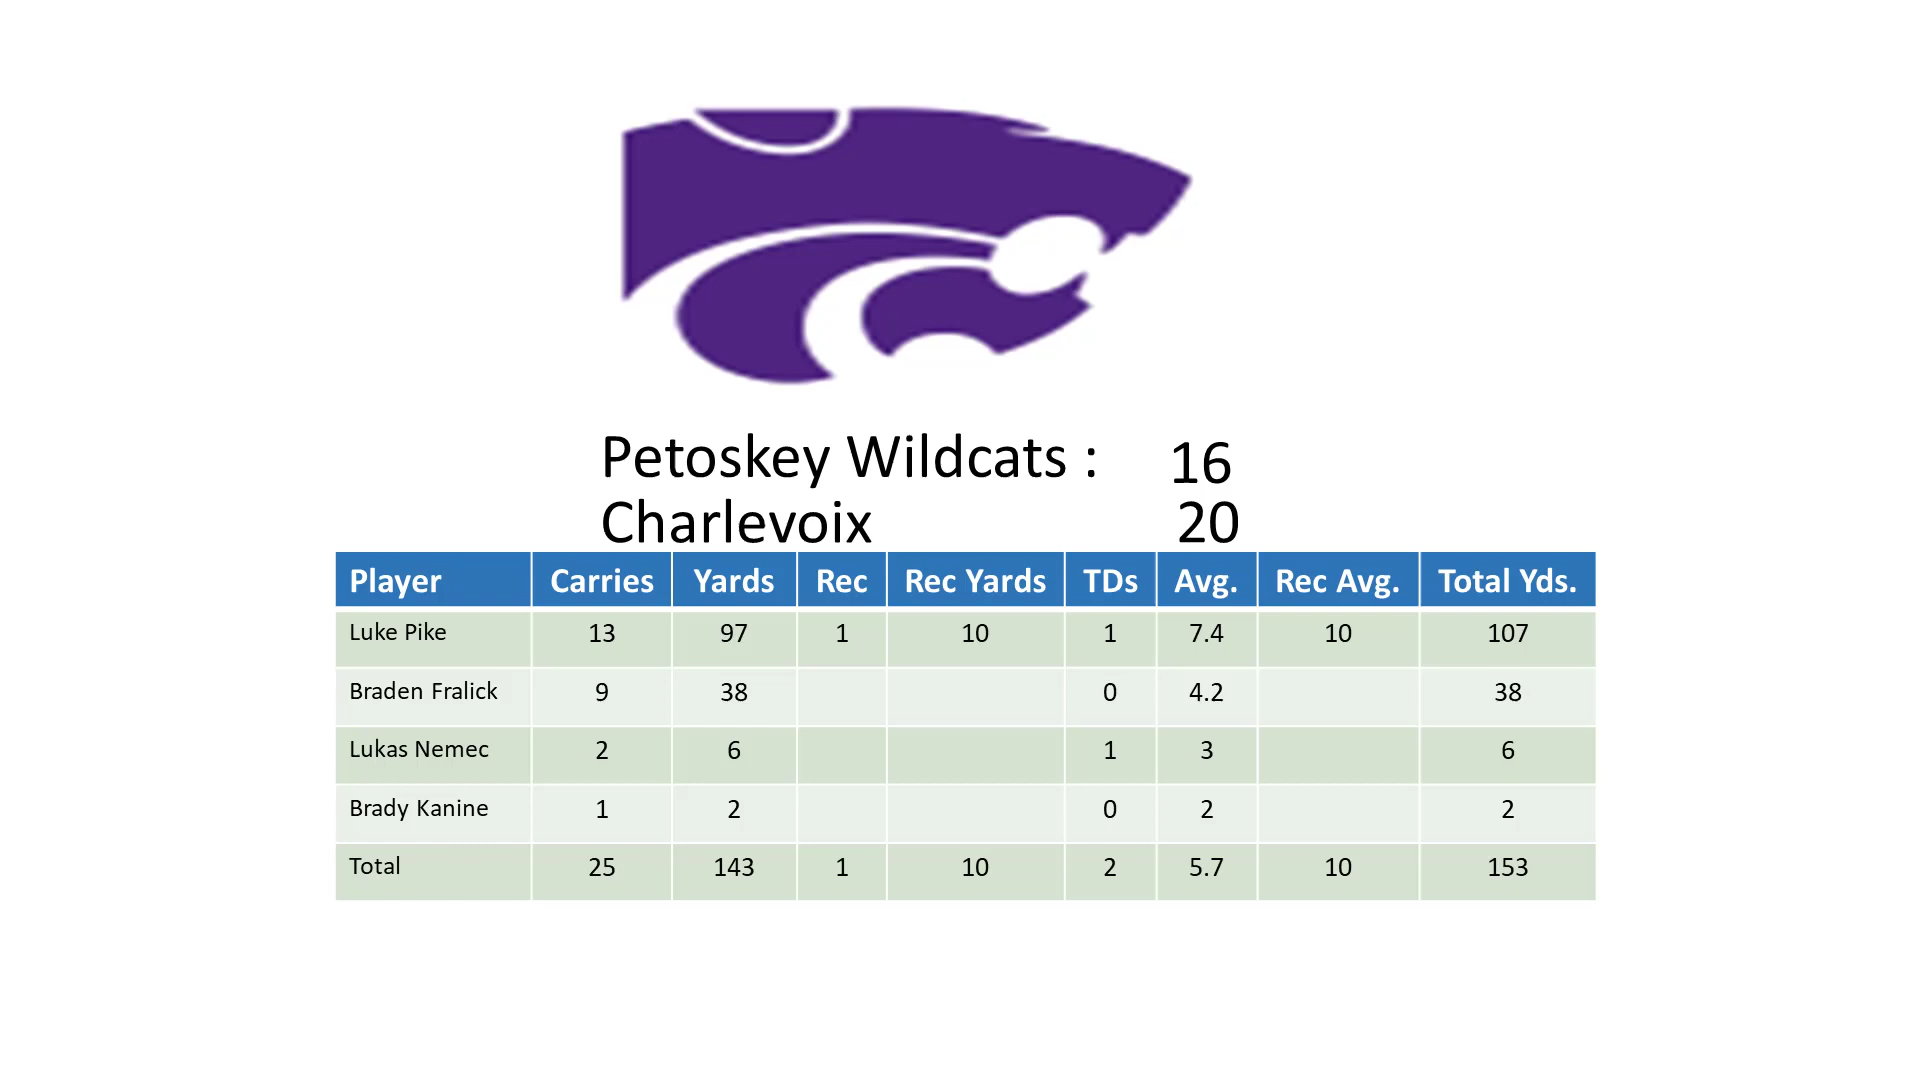 Petoskey Wildcats : 16
Charlevoix 20
Player Carries Yards Rec Rec Yards TDs Avg. Rec Avg. Total Yds.
Luke Pike 13 97 1 10 1 7.4 10 107
Braden Fralick 9 38 0 4.2 38
Lukas Nemec 2 6 1 3 6
Brady Kanine 1 2 0 2 2
Total 25 143 1 10 2 5.7 10 153